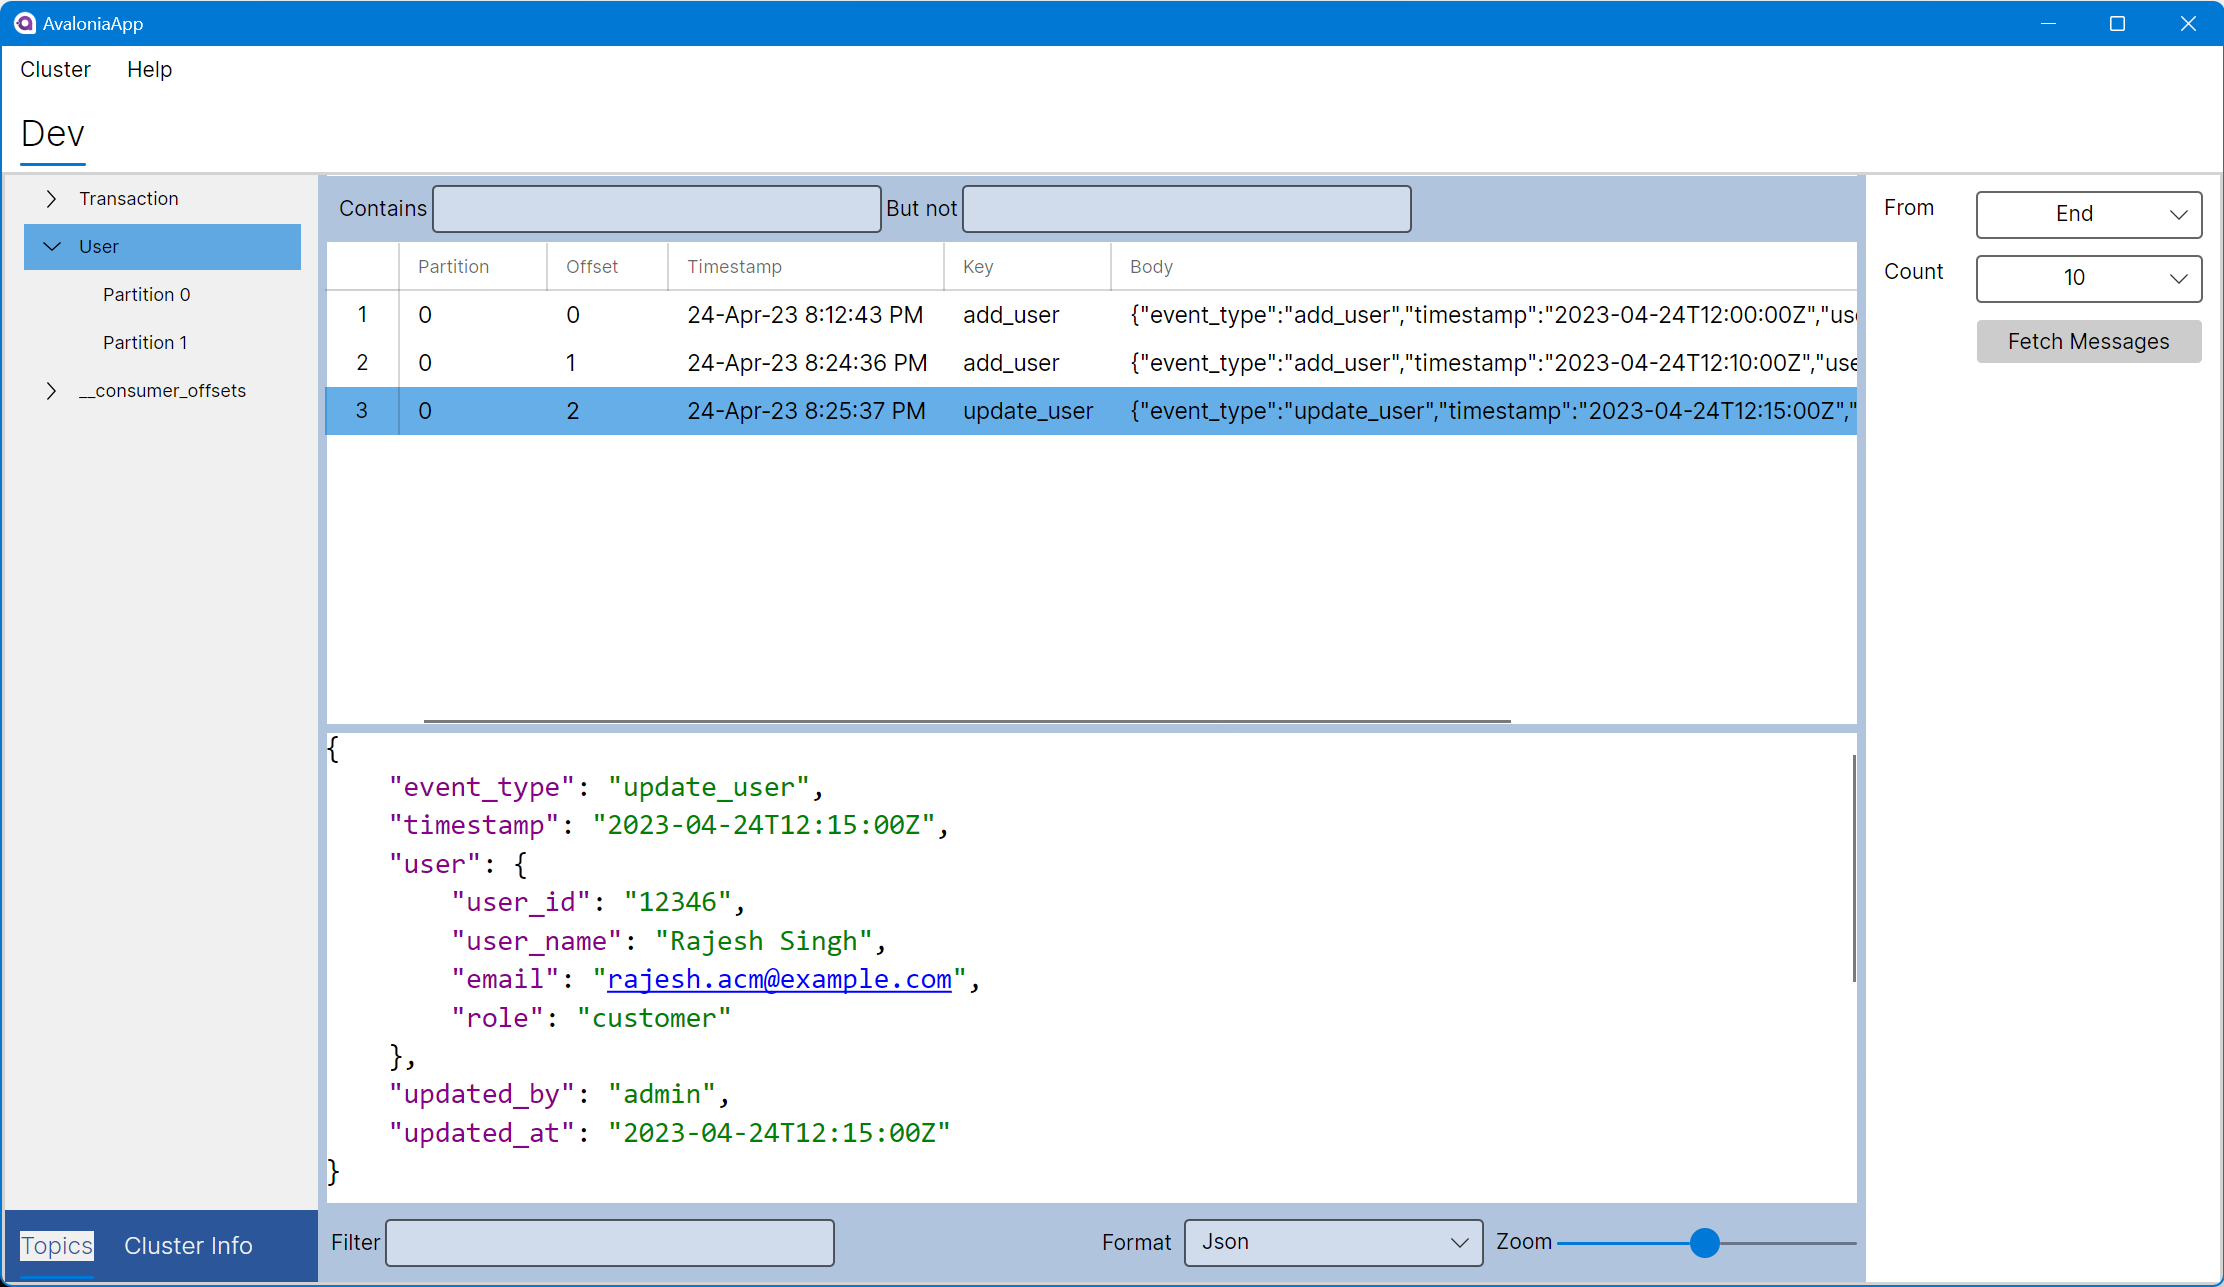 AvaloniaApp
Cluster Help
Dev
Transaction
User
Partition 0
Partition 1
__consumer_offsets
Contains But not
Partition Offset Timestamp Key Body
1 0 0 24-Apr-23 8:12:43 PM add_user {"event_type":"add_user","timestamp":"2023-04-24T12:00:00Z","use
2 0 1 24-Apr-23 8:24:36 PM add_user {"event_type":"add_user","timestamp":"2023-04-24T12:10:00Z","use
3 0 2 24-Apr-23 8:25:37 PM update_user {"event_type":"update_user","timestamp":"2023-04-24T12:15:00Z","
{
"event_type": "update_user",
"timestamp": "2023-04-24T12:15:00Z",
"user": {
"user_id": "12346",
"user_name": "Rajesh Singh",
"email": "rajesh.acm@example.com",
"role": "customer"
},
"updated_by": "admin",
"updated_at": "2023-04-24T12:15:00Z"
}
From End
Count 10
Fetch Messages
Topics Cluster Info
Filter Format Json Zoom